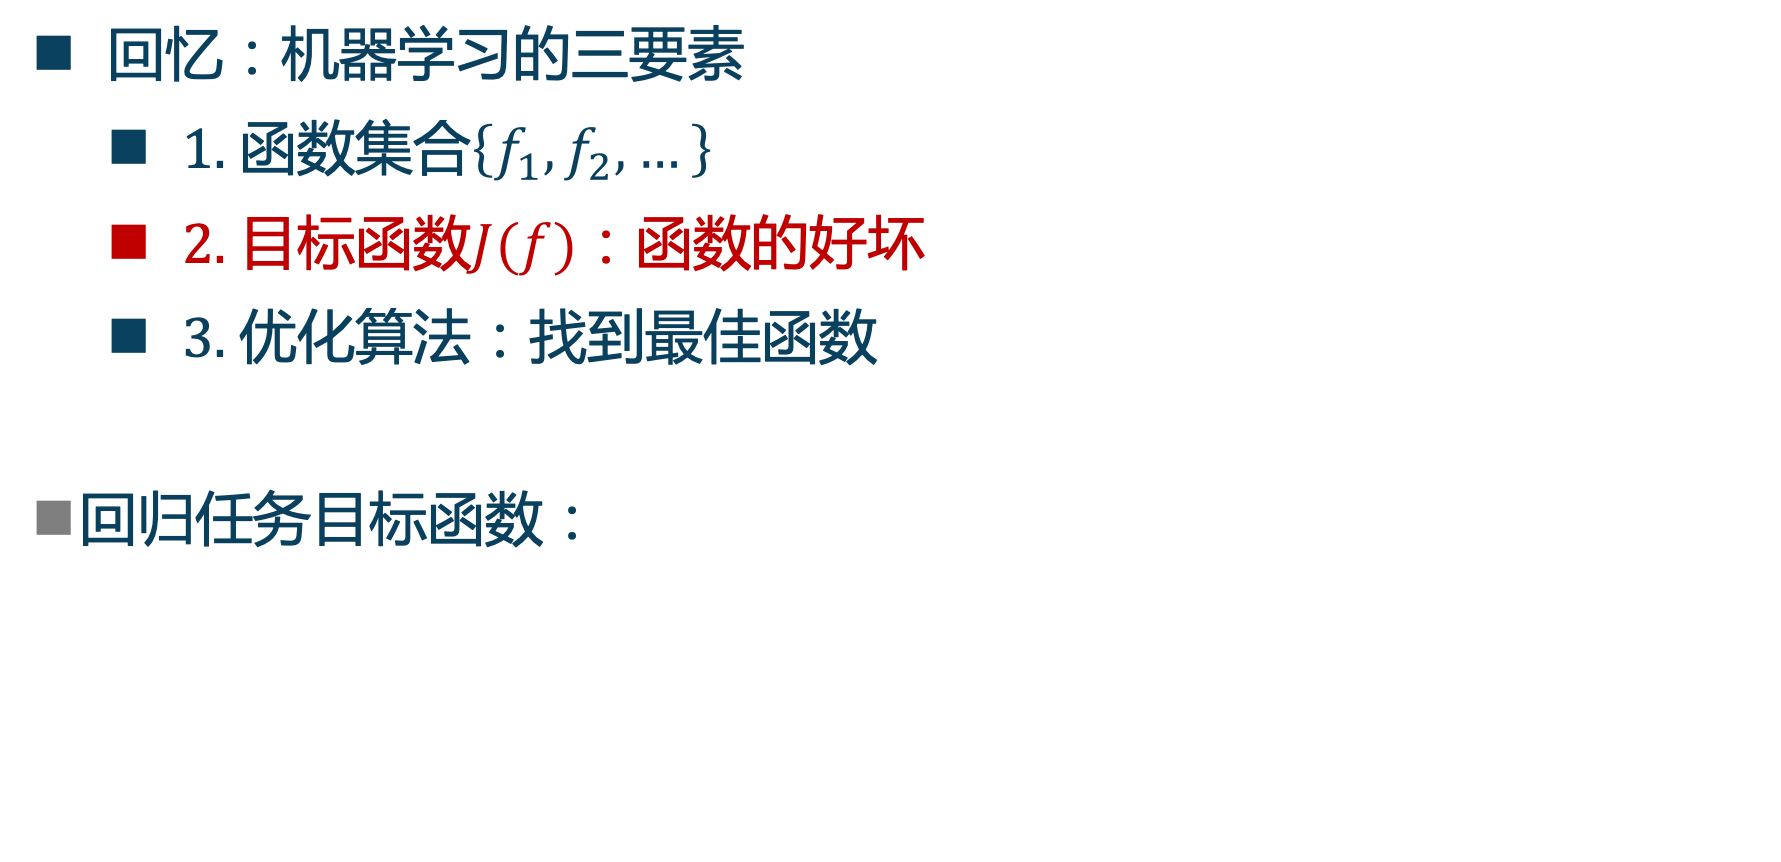 回忆：机器学习的三要素
1. 函数集合{f₁, f₂, … }
2. 目标函数J(f)：函数的好坏
3. 优化算法：找到最佳函数
回归任务目标函数：